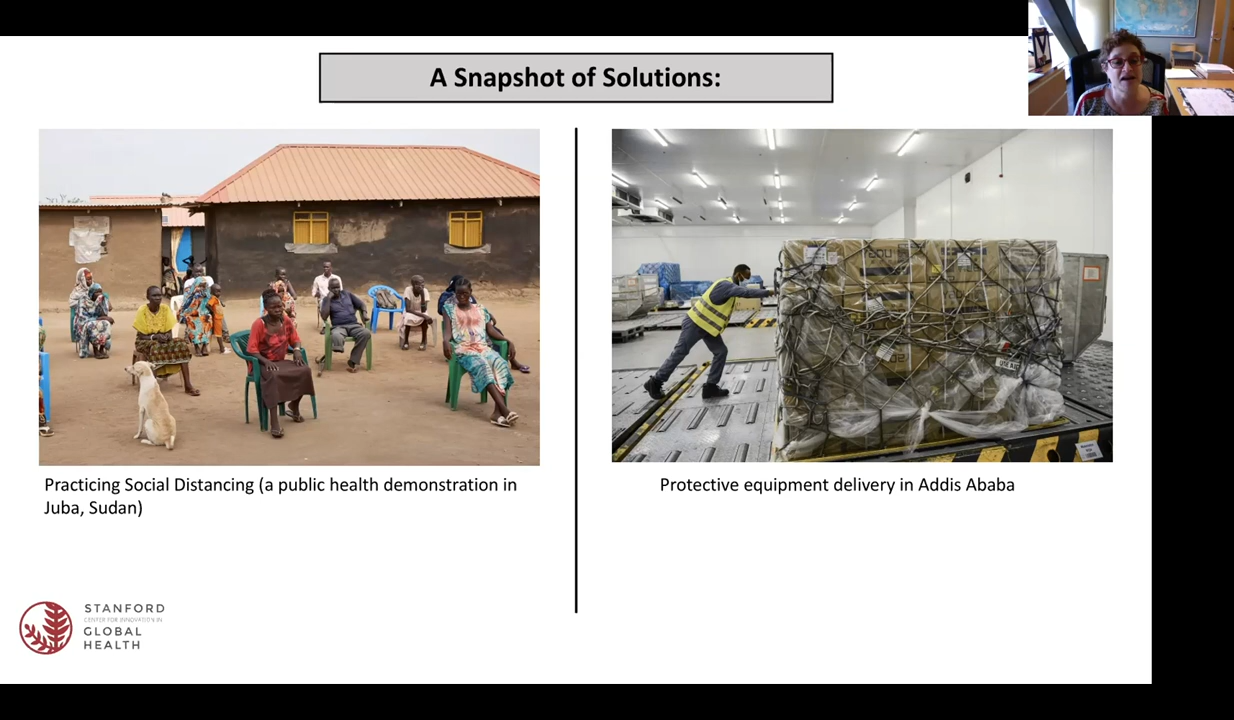 A Snapshot of Solutions:
Practicing Social Distancing (a public health demonstration in
Juba, Sudan)
Protective equipment delivery in Addis Ababa
STANFORD
CENTER FOR INNOVATION IN
GLOBAL
HEALTH